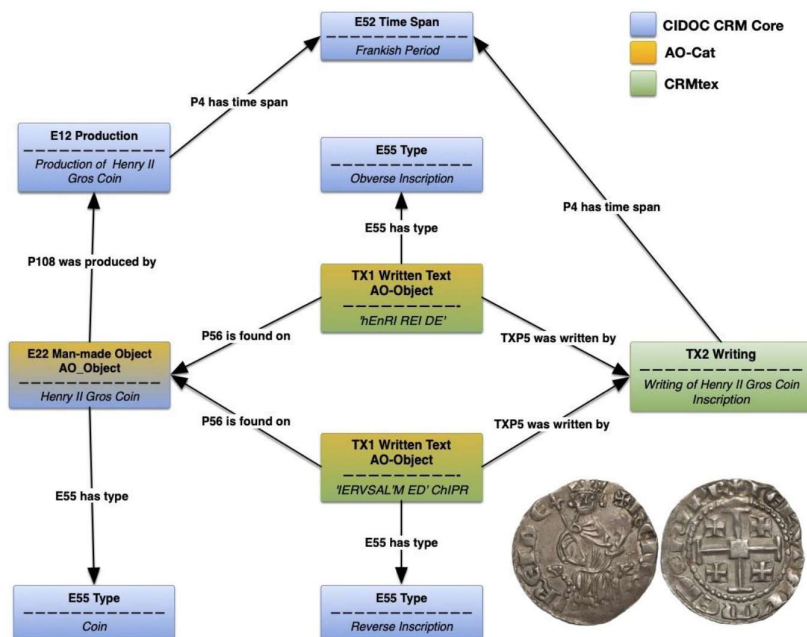 E52 Time Span
Frankish Period
CIDOC CRM Core
AO-Cat
CRMtex
P4 has time span
E12 Production
Production of Henry II
Gros Coin
E55 Type
Obverse Inscription
P4 has time span
E55 has type
P108 was produced by
TX1 Written Text
AO-Object
'hEnRI REI DE'
P56 is found on
TXP5 was written by
E22 Man-made Object
AO_Object
Henry II Gros Coin
TX2 Writing
Writing of Henry II Gros Coin
Inscription
P56 is found on
TXP5 was written by
TX1 Written Text
AO-Object
'IERVSAL'M ED' ChIPR
E55 has type
E55 has type
E55 Type
Coin
E55 Type
Reverse Inscription